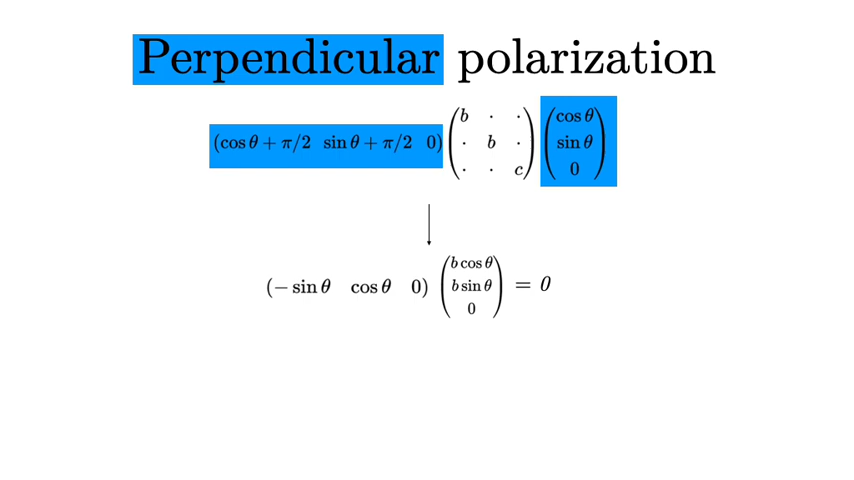 Perpendicular polarization
(cos θ + π/2 sin θ + π/2 0) (b · · · b · · · c) (cos θ sin θ 0)
(− sin θ cos θ 0) (b cos θ b sin θ 0) = 0